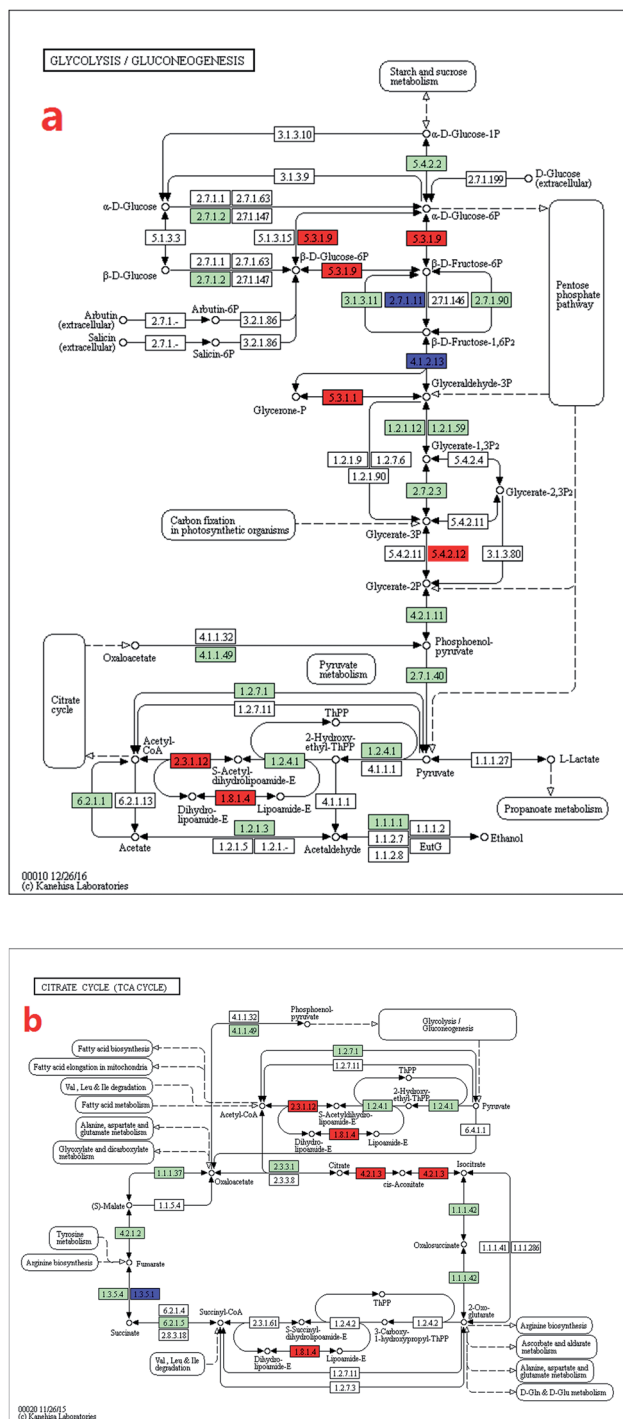 GLYCOLYSIS / GLUCONEOGENESIS
a
Starch and sucrose
metabolism
3.1.3.10
α-D-Glucose-1P
5.4.2.2
3.1.3.9
2.7.1.199
D-Glucose
(extracellular)
α-D-Glucose
2.7.1.1
2.7.1.63
2.7.1.2
2.7.1.147
α-D-Glucose-6P
5.1.3.3
5.1.3.15
5.3.1.9
5.3.1.9
β-D-Glucose-6P
β-D-Glucose
2.7.1.1
2.7.1.63
2.7.1.2
2.7.1.147
5.3.1.9
β-D-Fructose-6P
Pentose
phosphate
pathway
3.1.3.11
2.7.1.11
2.7.1.146
2.7.1.90
Arbutin
(extracellular)
2.7.1.-
Arbutin-6P
3.2.1.86
Salicin
(extracellular)
2.7.1.-
Salicin-6P
3.2.1.86
β-D-Fructose-1,6P2
4.1.2.13
Glyceraldehyde-3P
Glycerone-P
5.3.1.1
1.2.1.12
1.2.1.59
1.2.1.9
1.2.7.6
1.2.1.90
Glycerate-1,3P2
5.4.2.4
2.7.2.3
Glycerate-2,3P2
Carbon fixation
in photosynthetic organisms
Glycerate-3P
5.4.2.11
5.4.2.11
5.4.2.12
3.1.3.80
Glycerate-2P
4.2.1.11
4.1.1.32
4.1.1.49
Oxaloacetate
Phosphoenol-
pyruvate
Pyruvate
metabolism
2.7.1.40
Citrate
cycle
1.2.7.1
1.2.7.11
ThPP
2-Hydroxy-
ethyl-ThPP
Acetyl-
CoA
2.3.1.12
S-Acetyl-
dihydrolipoamide-E
1.2.4.1
1.2.4.1
4.1.1.1
Pyruvate
1.1.1.27
L-Lactate
Dihydro-
lipoamide-E
1.8.1.4
Lipoamide-E
4.1.1.1
Propanoate metabolism
6.2.1.1
6.2.1.13
Acetate
1.2.1.3
1.2.1.5
1.2.1.-
Acetaldehyde
1.1.1.1
1.1.1.2
1.1.2.7
EutG
1.1.2.8
Ethanol
00010 12/26/16
(c) Kanehisa Laboratories
CITRATE CYCLE (TCA CYCLE)
b
4.1.1.32
4.1.1.49
Phosphoenol-
pyruvate
Glycolysis /
Gluconeogenesis
Fatty acid biosynthesis
Fatty acid elongation in mitochondria
Val , Leu & Ile degradation
Fatty acid metabolism
Alanine, aspartate and
glutamate metabolism
Glyoxylate and dicarboxylate
metabolism
1.2.7.1
1.2.7.11
ThPP
2-Hydroxy-
ethyl-ThPP
Acetyl-CoA
2.3.1.12
S-Acetyldihydro-
lipoamide-E
1.2.4.1
1.2.4.1
Pyruvate
Dihydro-
lipoamide-E
1.8.1.4
Lipoamide-E
6.4.1.1
1.1.1.37
Oxaloacetate
2.3.3.1
2.3.3.8
Citrate
4.2.1.3
cis-Aconitate
4.2.1.3
Isocitrate
(S)-Malate
1.1.5.4
1.1.1.42
4.2.1.2
Oxalosuccinate
1.1.1.41
1.1.1.286
Tyrosine
metabolism
Arginine biosynthesis
Fumarate
1.1.1.42
1.3.5.4
1.3.5.1
Succinate
6.2.1.4
6.2.1.5
2.8.3.18
Succinyl-CoA
2.3.1.61
S-Succinyl-
dihydrolipoamide-E
ThPP
1.2.4.2
3-Carboxy-
1-hydroxypropyl-ThPP
1.2.4.2
2-Oxo-
glutarate
Val , Leu & Ile
degradation
Dihydro-
lipoamide-E
1.8.1.4
Lipoamide-E
1.2.7.11
1.2.7.3
Arginine biosynthesis
Ascorbate and aldarate
metabolism
Alanine, aspartate and
glutamate metabolism
D-Gln & D-Glu metabolism
00020 11/26/15
(c) Kanehisa Laboratories